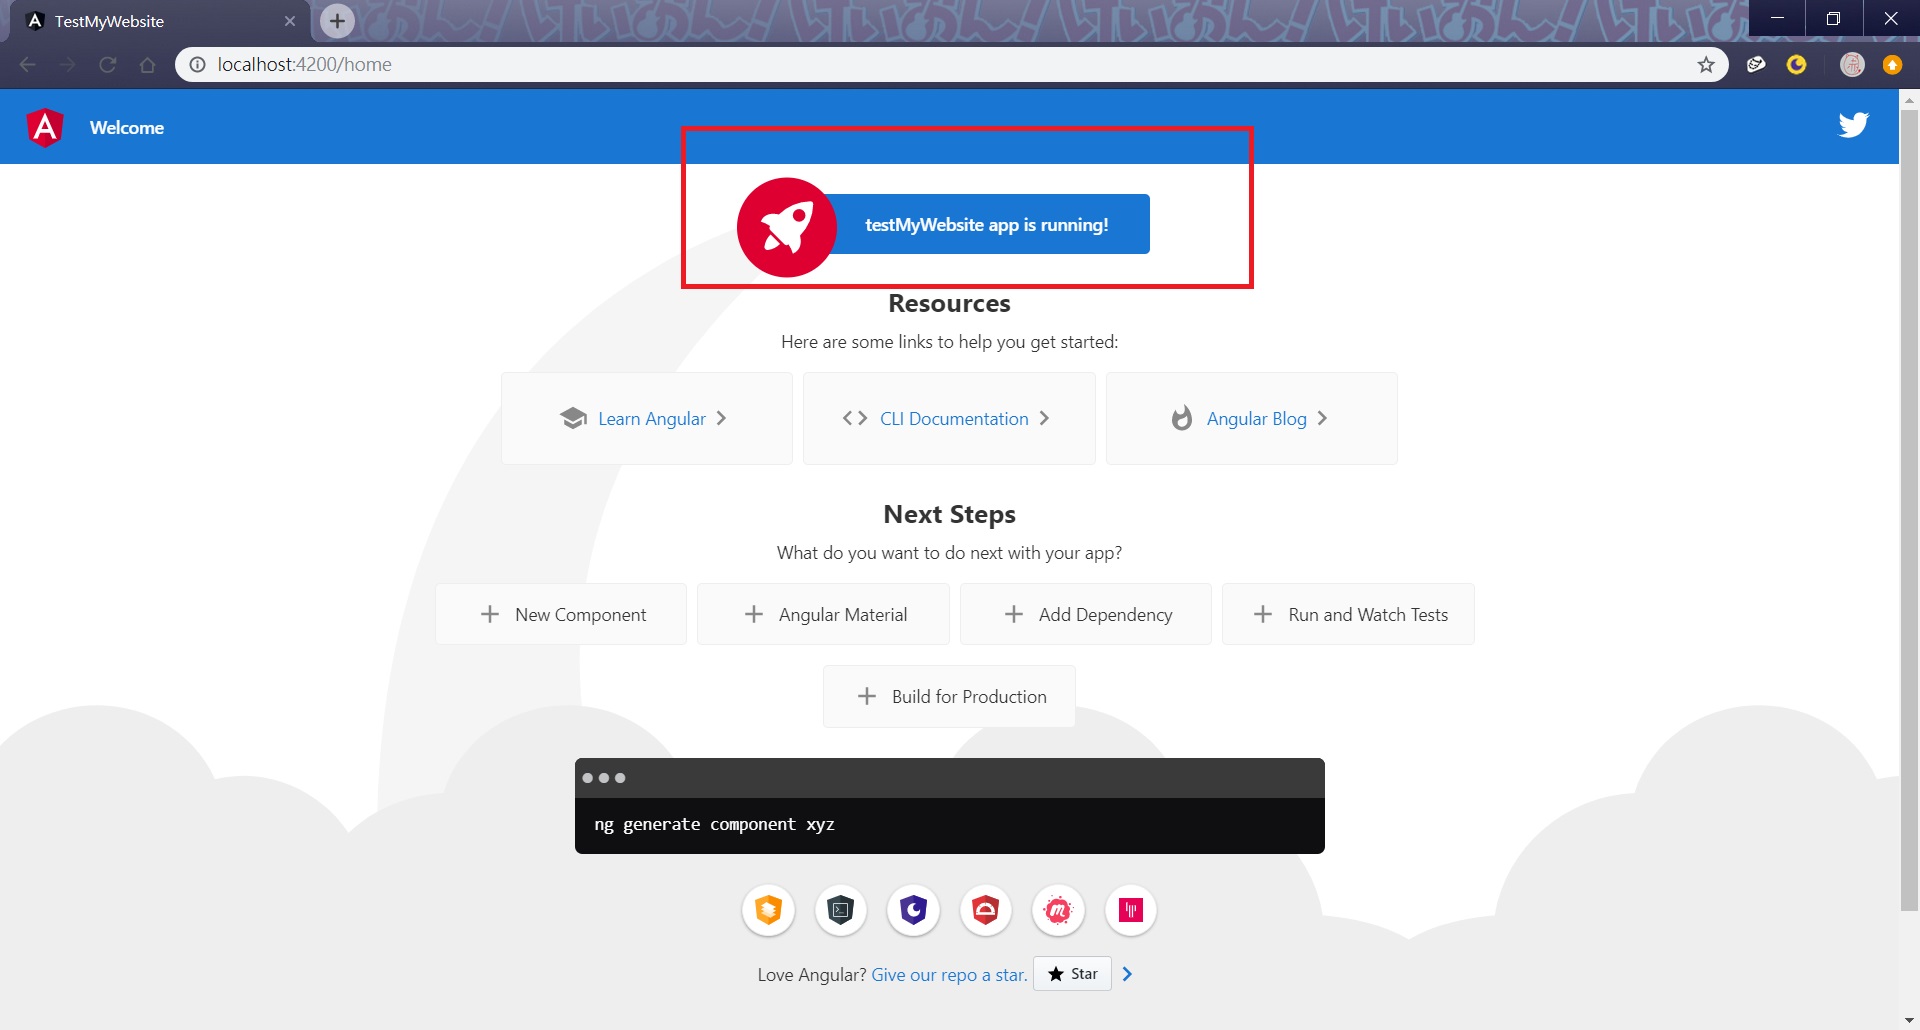 TestMyWebsite
localhost:4200/home
Welcome
testMyWebsite app is running!
Resources
Here are some links to help you get started:
Learn Angular
CLI Documentation
Angular Blog
Next Steps
What do you want to do next with your app?
New Component
Angular Material
Add Dependency
Run and Watch Tests
Build for Production
ng generate component xyz
Love Angular? Give our repo a star. Star